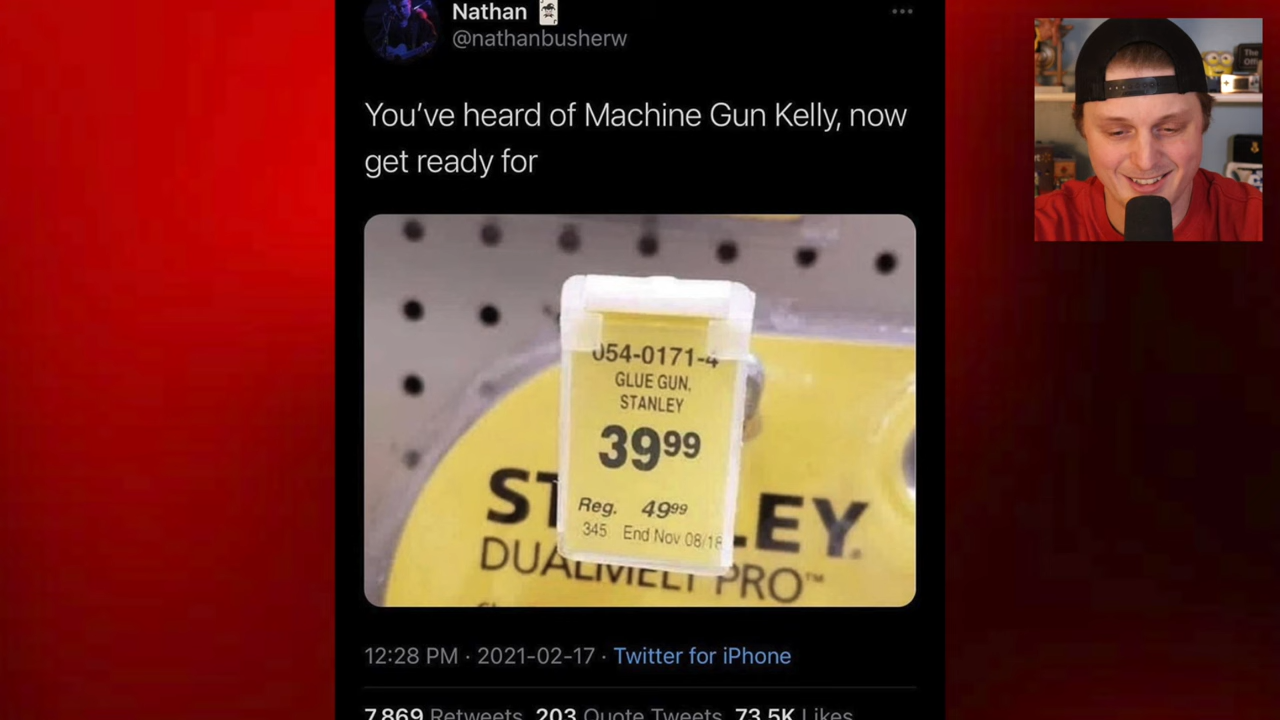 Nathan
@nathanbusherw
You've heard of Machine Gun Kelly, now
get ready for
054-0171-4
GLUE GUN,
STANLEY
39⁹⁹
Reg. 49⁹⁹
345 End Nov 08/18
ST LEY
DUALMELT PRO™
12:28 PM · 2021-02-17 · Twitter for iPhone
7,869 Retweets 203 Quote Tweets 73.5K Likes